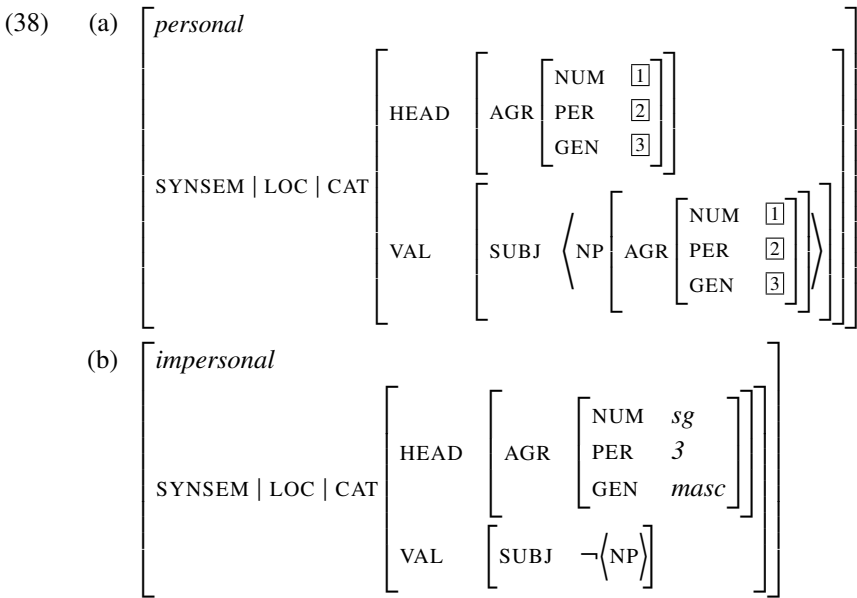 (38) (a) personal
NUM 1
HEAD AGR PER 2
GEN 3
SYNSEM | LOC | CAT
NUM 1
VAL SUBJ ⟨NP AGR PER 2 ⟩
GEN 3
(b) impersonal
NUM sg
HEAD AGR PER 3
GEN masc
SYNSEM | LOC | CAT
VAL SUBJ ¬⟨NP⟩